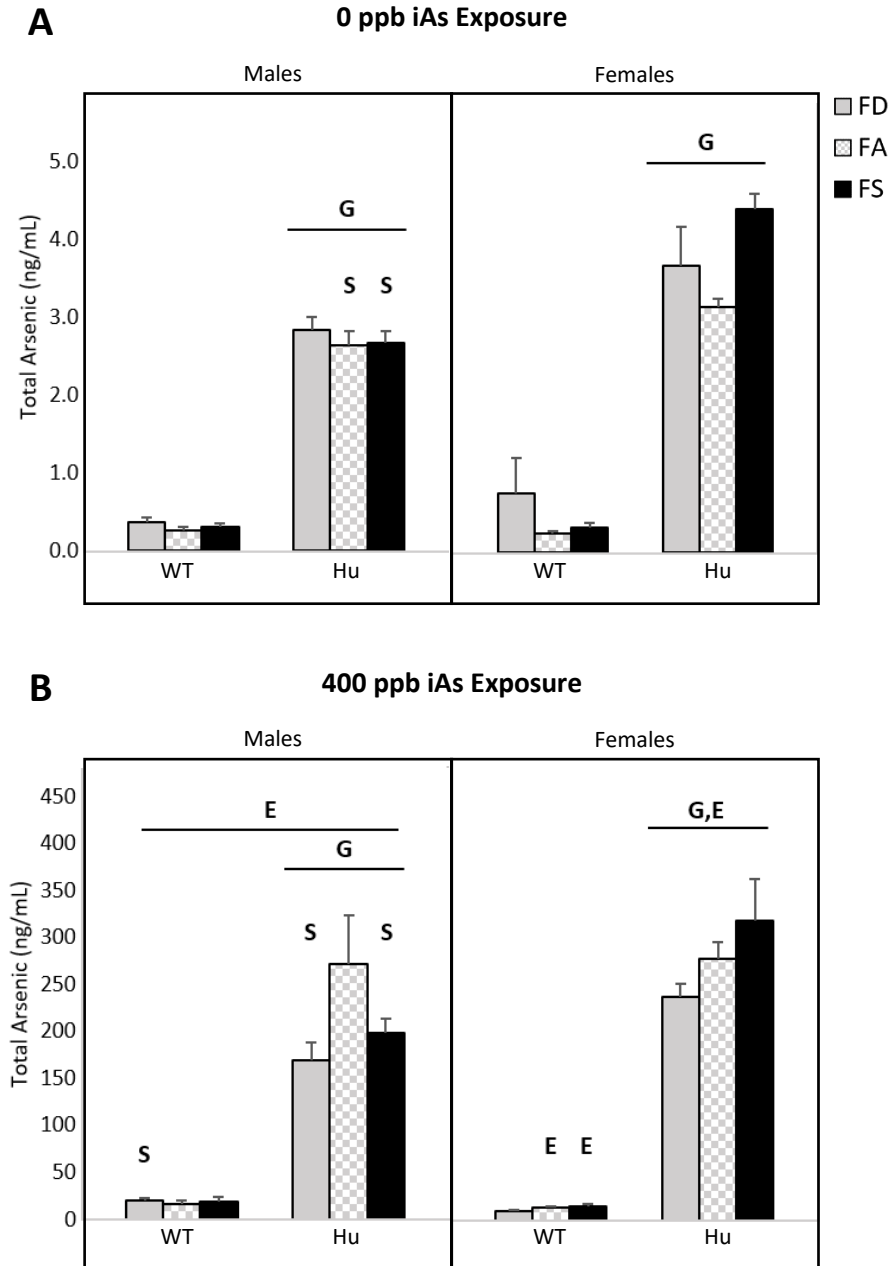 A
0 ppb iAs Exposure
Males
Females
FD
FA
FS
Total Arsenic (ng/mL)
5.0
4.0
3.0
2.0
1.0
0.0
G
S S
G
WT Hu
WT Hu
B
400 ppb iAs Exposure
Males
Females
Total Arsenic (ng/mL)
450
400
350
300
250
200
150
100
50
0
E
G
S S
S
G,E
E E
WT Hu
WT Hu